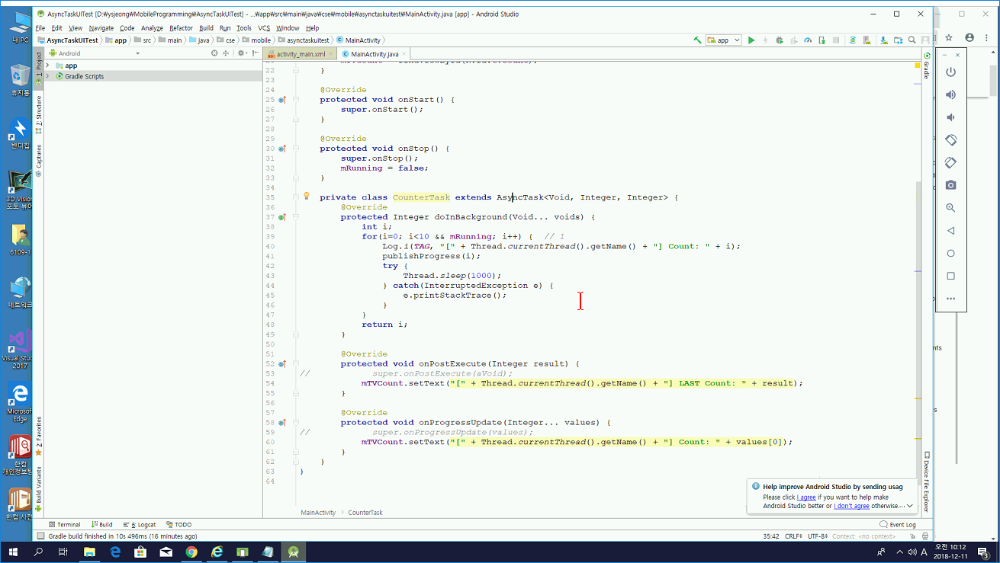 AsyncTaskUITest [D:₩ysjeong₩MobileProgramming₩AsyncTaskUITest] - ...₩app₩src₩main₩java₩cse₩mobile₩asynctaskuitest₩MainActivity.java [app] - Android Studio
File Edit View Navigate Code Analyze Refactor Build Run Tools VCS Window Help
AsyncTaskUITest app src main java cse mobile asynctaskuitest MainActivity app
Android activity_main.xml MainActivity.java
app
Gradle Scripts
1: Project
7: Structure
Captures
2: Favorites
Build Variants
Gradle
Device File Explorer
내 PC
휴지통
반디집
3D Vision
포토 뷰어
6109-1
네트워크
Visual Stud
2017
Microsof
Edge
한컴
개인정보탐
한컴 사전
22 }
23
24 @Override
25 protected void onStart() {
26 super.onStart();
27 }
28
29 @Override
30 protected void onStop() {
31 super.onStop();
32 mRunning = false;
33 }
34
35 private class CounterTask extends AsyncTask<Void, Integer, Integer> {
36 @Override
37 protected Integer doInBackground(Void... voids) {
38 int i;
39 for(i=0; i<10 && mRunning; i++) { // 1
40 Log.i(TAG, "[" + Thread.currentThread().getName() + "] Count: " + i);
41 publishProgress(i);
42 try {
43 Thread.sleep(1000);
44 } catch(InterruptedException e) {
45 e.printStackTrace();
46 }
47 }
48 return i;
49 }
50
51 @Override
52 protected void onPostExecute(Integer result) {
53 // super.onPostExecute(aVoid);
54 mTVCount.setText("[" + Thread.currentThread().getName() + "] LAST Count: " + result);
55 }
56
57 @Override
58 protected void onProgressUpdate(Integer... values) {
59 // super.onProgressUpdate(values);
60 mTVCount.setText("[" + Thread.currentThread().getName() + "] Count: " + values[0]);
61 }
62 }
63 }
64
MainActivity CounterTask
Help improve Android Studio by sending usag
Please click I agree if you want to help make
Android Studio better or I don't agree otherwise....
Terminal Build 6: Logcat TODO Event Log
Gradle build finished in 10s 496ms (16 minutes ago) 35:42 CRLF UTF-8 Context: <no context>
A 오전 10:12
2018-12-11
3